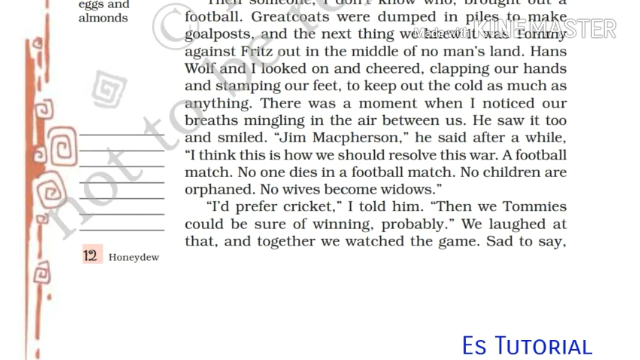 eggs and
almonds
Then someone, I don't know who, brought out a
football. Greatcoats were dumped in piles to make
goalposts, and the next thing we knew it was Tommy
against Fritz out in the middle of no man's land. Hans
Wolf and I looked on and cheered, clapping our hands
and stamping our feet, to keep out the cold as much as
anything. There was a moment when I noticed our
breaths mingling in the air between us. He saw it too
and smiled. “Jim Macpherson,” he said after a while,
“I think this is how we should resolve this war. A football
match. No one dies in a football match. No children are
orphaned. No wives become widows.”
“I'd prefer cricket,” I told him. “Then we Tommies
could be sure of winning, probably.” We laughed at
that, and together we watched the game. Sad to say,
12 Honeydew
© not to be
KINEMASTER
Es Tutorial